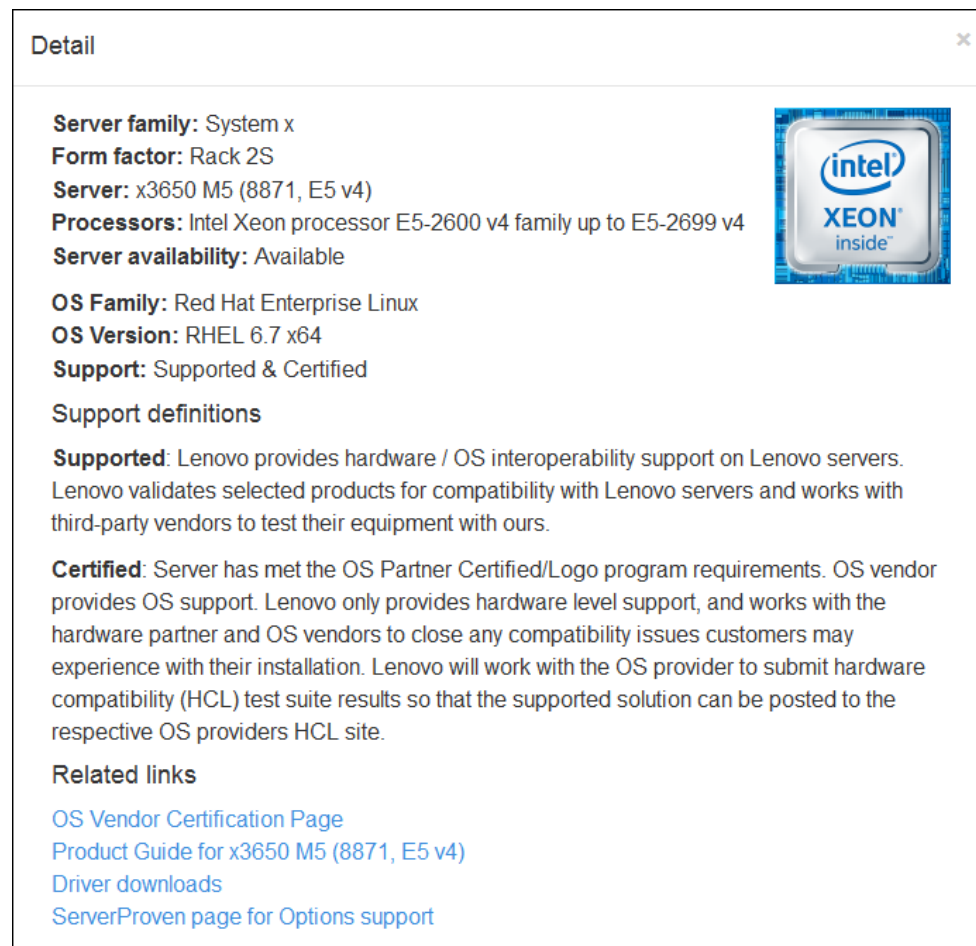 Detail
×
Server family: System x
Form factor: Rack 2S
Server: x3650 M5 (8871, E5 v4)
Processors: Intel Xeon processor E5-2600 v4 family up to E5-2699 v4
Server availability: Available
intel®
XEON®
inside™
OS Family: Red Hat Enterprise Linux
OS Version: RHEL 6.7 x64
Support: Supported & Certified
Support definitions
Supported: Lenovo provides hardware / OS interoperability support on Lenovo servers.
Lenovo validates selected products for compatibility with Lenovo servers and works with
third-party vendors to test their equipment with ours.
Certified: Server has met the OS Partner Certified/Logo program requirements. OS vendor
provides OS support. Lenovo only provides hardware level support, and works with the
hardware partner and OS vendors to close any compatibility issues customers may
experience with their installation. Lenovo will work with the OS provider to submit hardware
compatibility (HCL) test suite results so that the supported solution can be posted to the
respective OS providers HCL site.
Related links
OS Vendor Certification Page
Product Guide for x3650 M5 (8871, E5 v4)
Driver downloads
ServerProven page for Options support